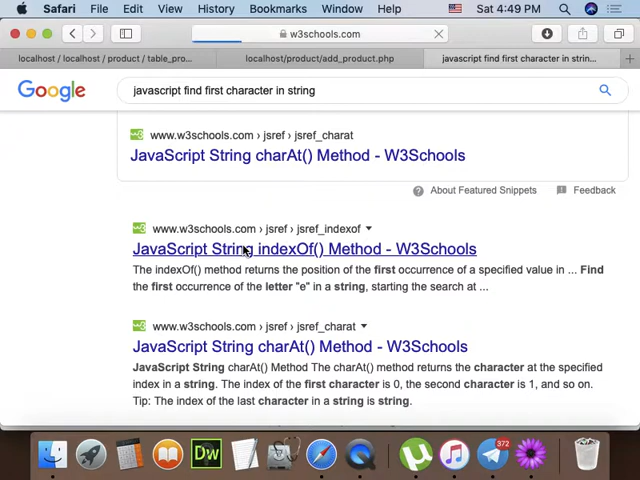 Safari File Edit View History Bookmarks Window Help Sat 4:49 PM
w3schools.com
localhost / localhost / product / table_pro...
localhost/product/add_product.php
javascript find first character in strin...
Google
javascript find first character in string
www.w3schools.com › jsref › jsref_charat
JavaScript String charAt() Method - W3Schools
About Featured Snippets Feedback
www.w3schools.com › jsref › jsref_indexof
JavaScript String indexOf() Method - W3Schools
The indexOf() method returns the position of the first occurrence of a specified value in ... Find
the first occurrence of the letter "e" in a string, starting the search at ...
www.w3schools.com › jsref › jsref_charat
JavaScript String charAt() Method - W3Schools
JavaScript String charAt() Method The charAt() method returns the character at the specified
index in a string. The index of the first character is 0, the second character is 1, and so on.
Tip: The index of the last character in a string is string.
Dw
372